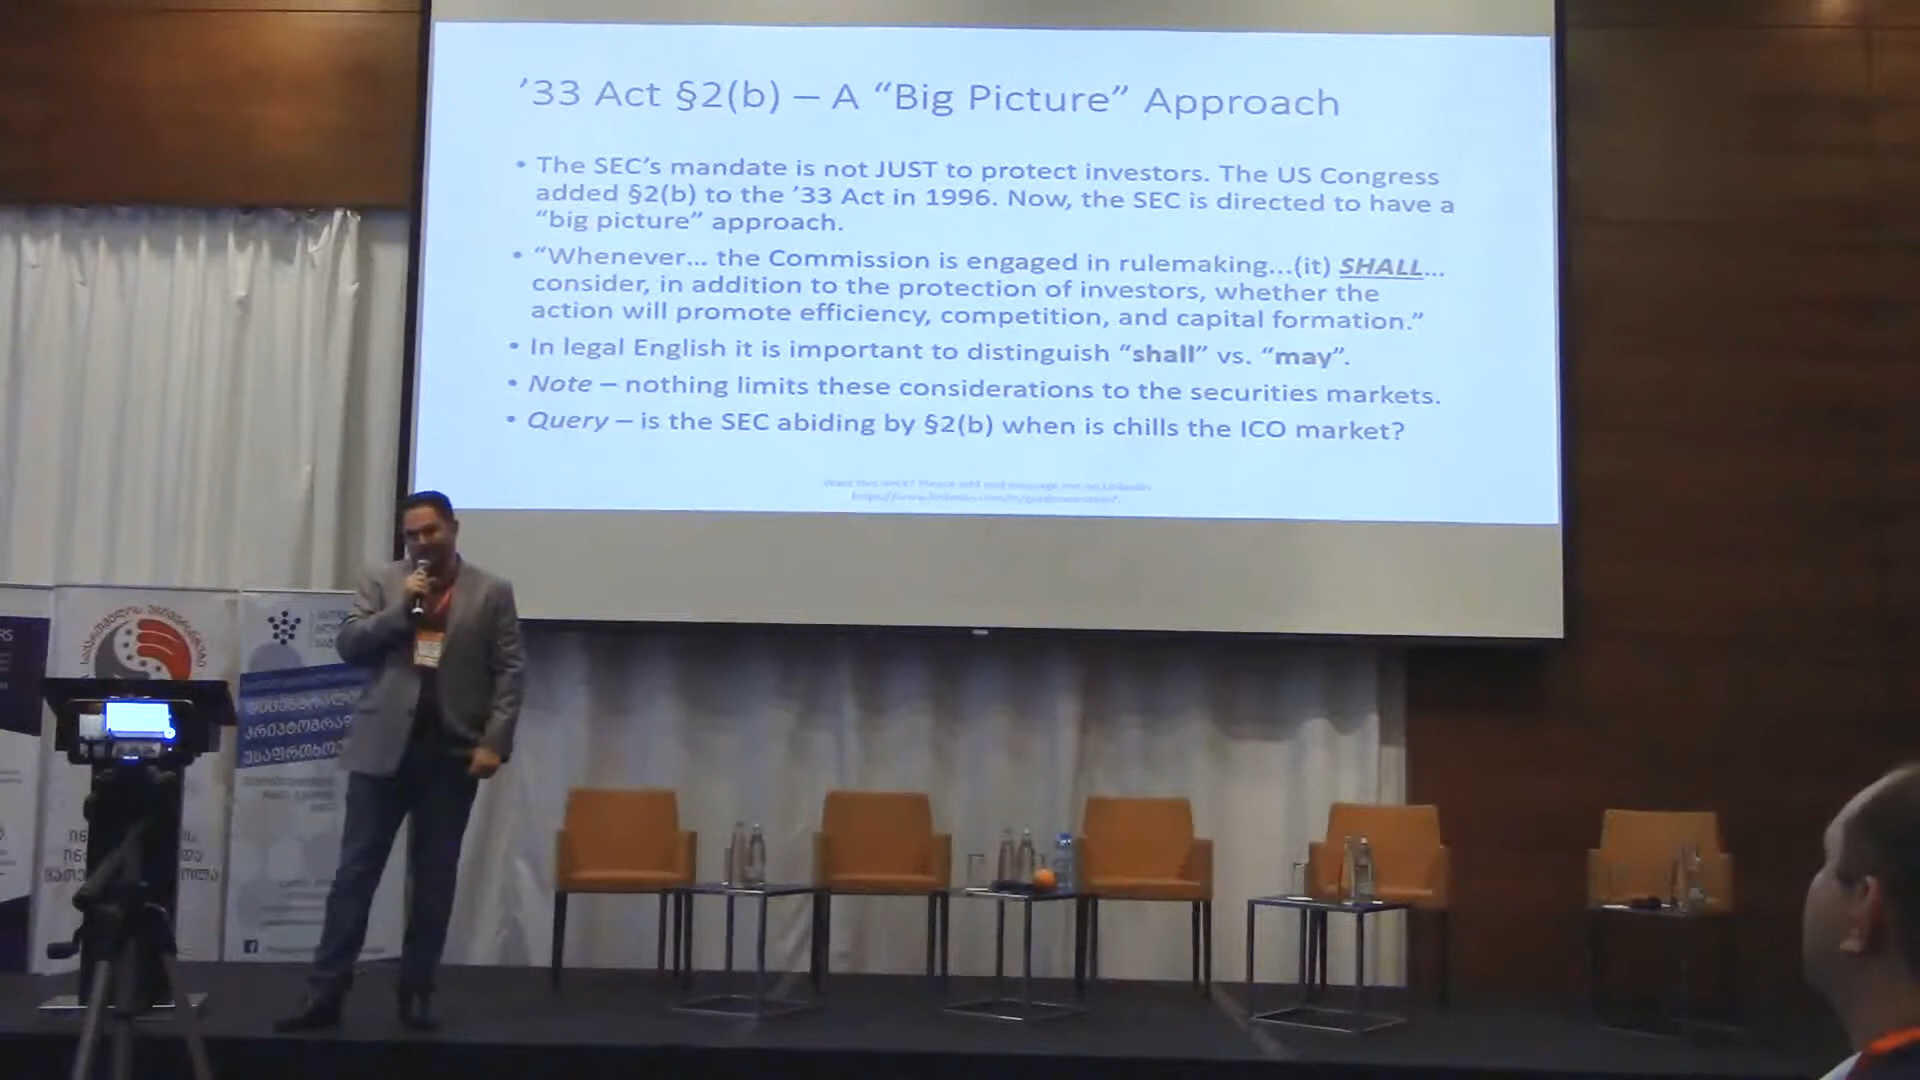 ’33 Act §2(b) – A “Big Picture” Approach
• The SEC’s mandate is not JUST to protect investors. The US Congress
added §2(b) to the ’33 Act in 1996. Now, the SEC is directed to have a
“big picture” approach.
• “Whenever... the Commission is engaged in rulemaking...(it) SHALL...
consider, in addition to the protection of investors, whether the
action will promote efficiency, competition, and capital formation.”
• In legal English it is important to distinguish “shall” vs. “may”.
• Note – nothing limits these considerations to the securities markets.
• Query – is the SEC abiding by §2(b) when is chills the ICO market?
RS